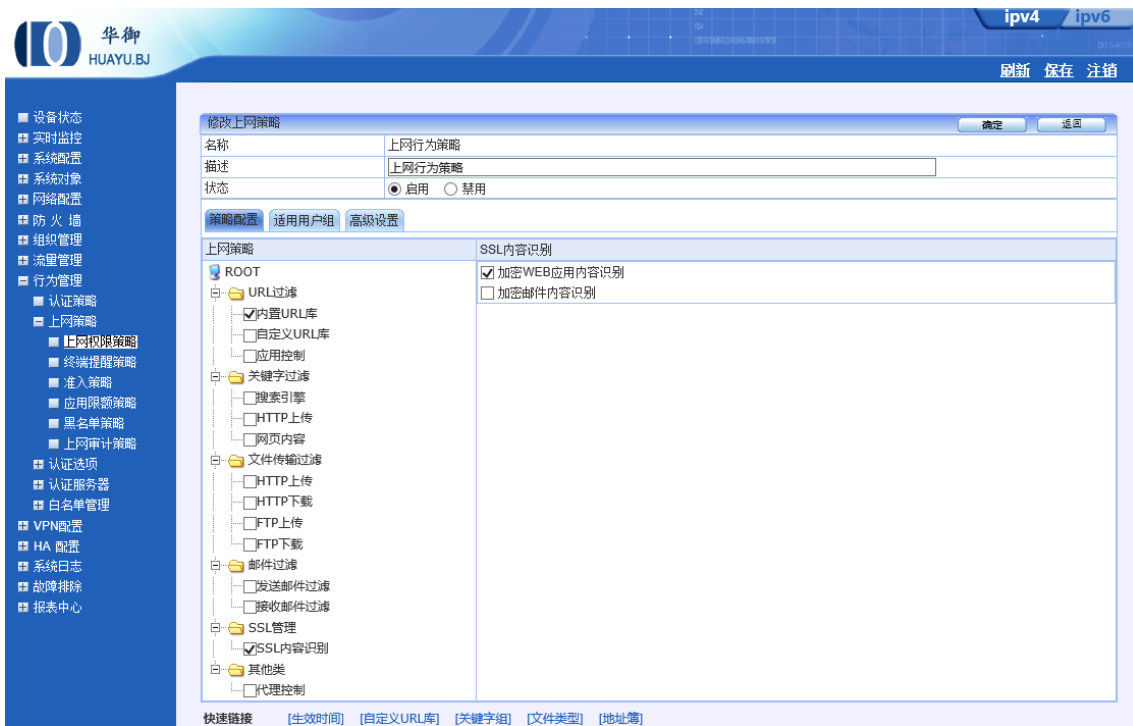 华御
HUAYU.BJ
ipv4 ipv6
刷新 保存 注销
设备状态
实时监控
系统配置
系统对象
网络配置
防 火 墙
组织管理
流量管理
行为管理
认证策略
上网策略
上网权限策略
终端提醒策略
准入策略
应用限额策略
黑名单策略
上网审计策略
认证选项
认证服务器
白名单管理
VPN配置
HA 配置
系统日志
故障排除
报表中心
修改上网策略 确定 返回
名称 上网行为策略
描述 上网行为策略
状态 启用 禁用
策略配置 适用用户组 高级设置
上网策略 SSL内容识别
ROOT 加密WEB应用内容识别
URL过滤 加密邮件内容识别
内置URL库
自定义URL库
应用控制
关键字过滤
搜索引擎
HTTP上传
网页内容
文件传输过滤
HTTP上传
HTTP下载
FTP上传
FTP下载
邮件过滤
发送邮件过滤
接收邮件过滤
SSL管理
SSL内容识别
其他类
代理控制
快速链接 [生效时间] [自定义URL库] [关键字组] [文件类型] [地址簿]